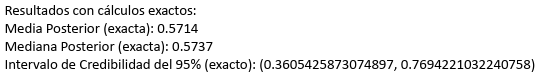 Resultados con cálculos exactos:
Media Posterior (exacta): 0.5714
Mediana Posterior (exacta): 0.5737
Intervalo de Credibilidad del 95% (exacto): (0.3605425873074897, 0.7694221032240758)